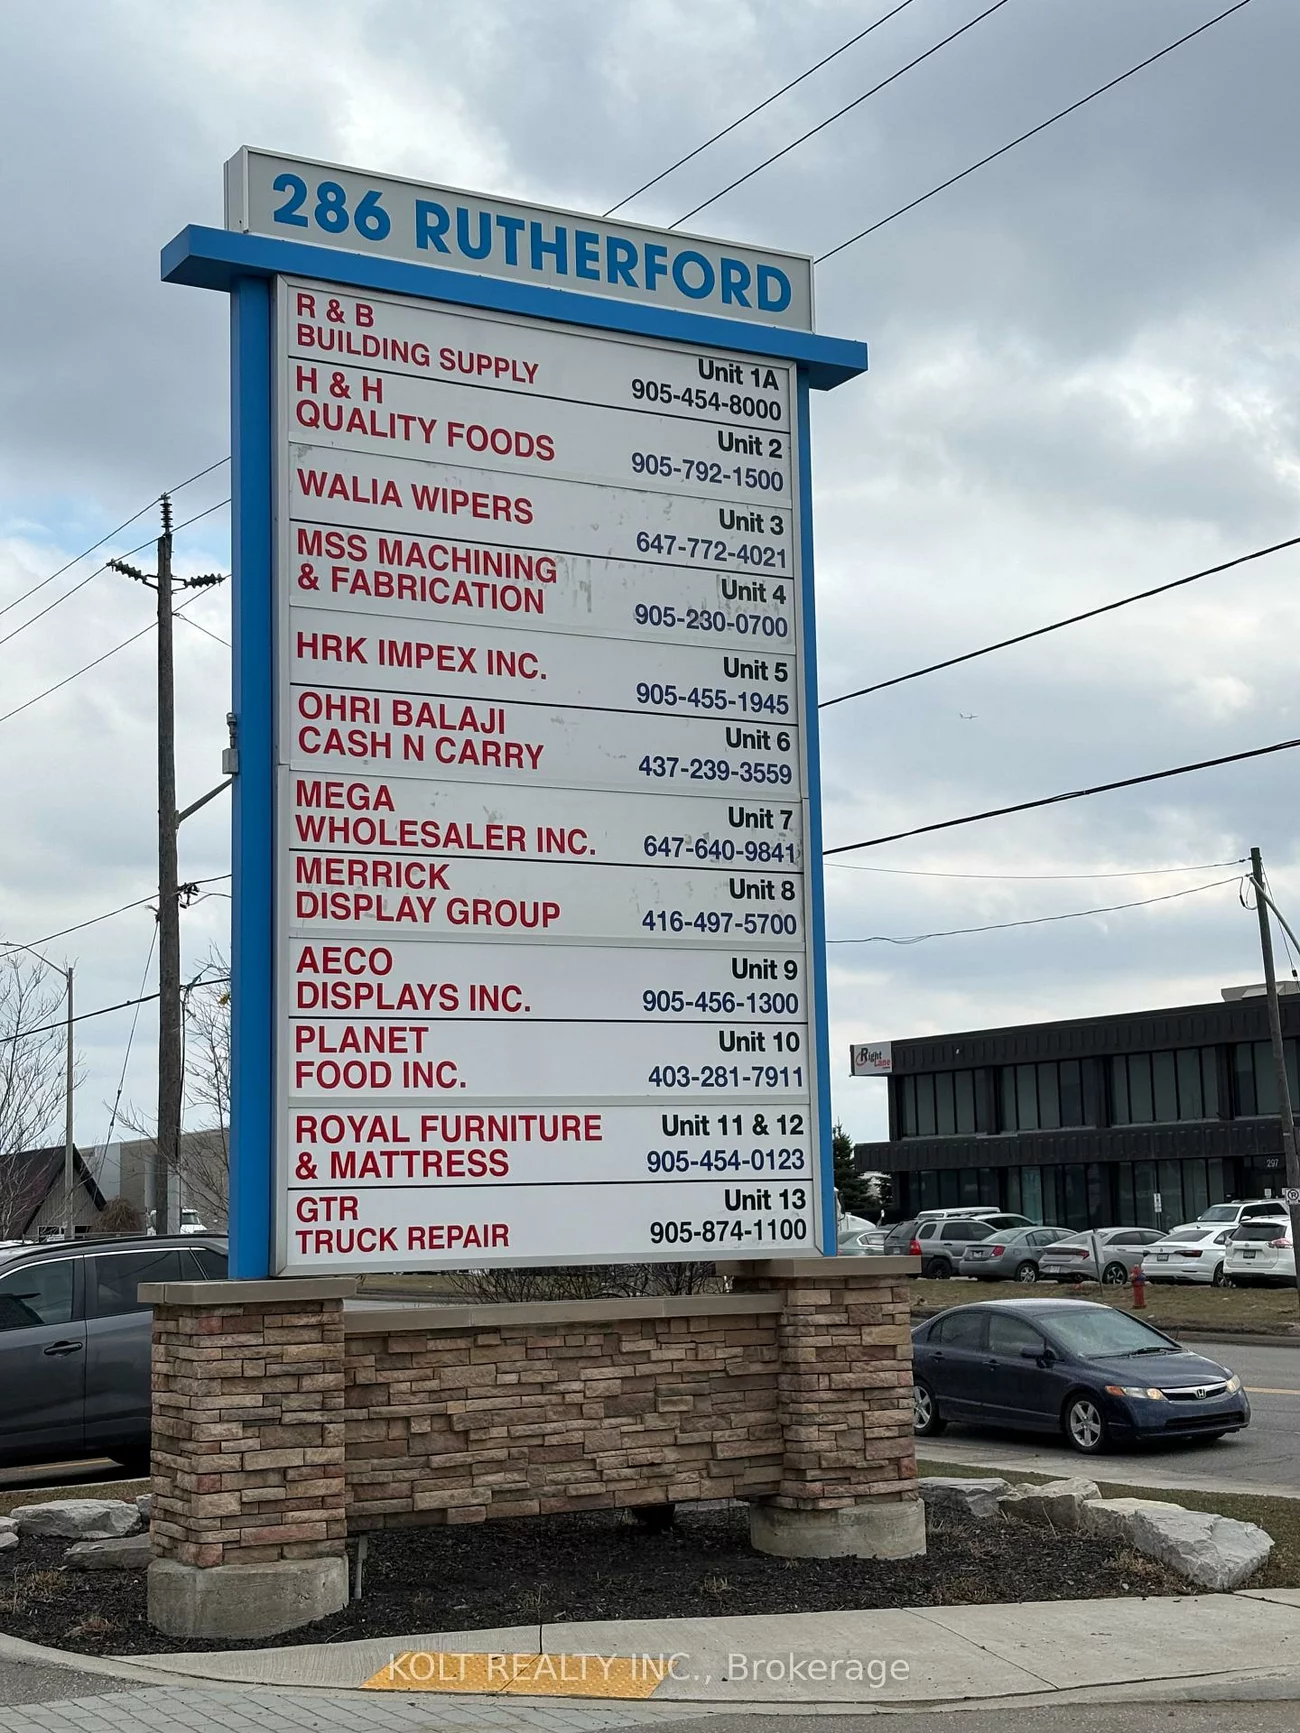 286 RUTHERFORD
R & B
BUILDING SUPPLY
Unit 1A
905-454-8000
H & H
QUALITY FOODS
Unit 2
905-792-1500
WALIA WIPERS
Unit 3
647-772-4021
MSS MACHINING
& FABRICATION
Unit 4
905-230-0700
HRK IMPEX INC.
Unit 5
905-455-1945
OHRI BALAJI
CASH N CARRY
Unit 6
437-239-3559
MEGA
WHOLESALER INC.
Unit 7
647-640-9841
MERRICK
DISPLAY GROUP
Unit 8
416-497-5700
AECO
DISPLAYS INC.
Unit 9
905-456-1300
PLANET
FOOD INC.
Unit 10
403-281-7911
ROYAL FURNITURE
& MATTRESS
Unit 11 & 12
905-454-0123
GTR
TRUCK REPAIR
Unit 13
905-874-1100
Right
Lane
297
KOLT REALTY INC., Brokerage